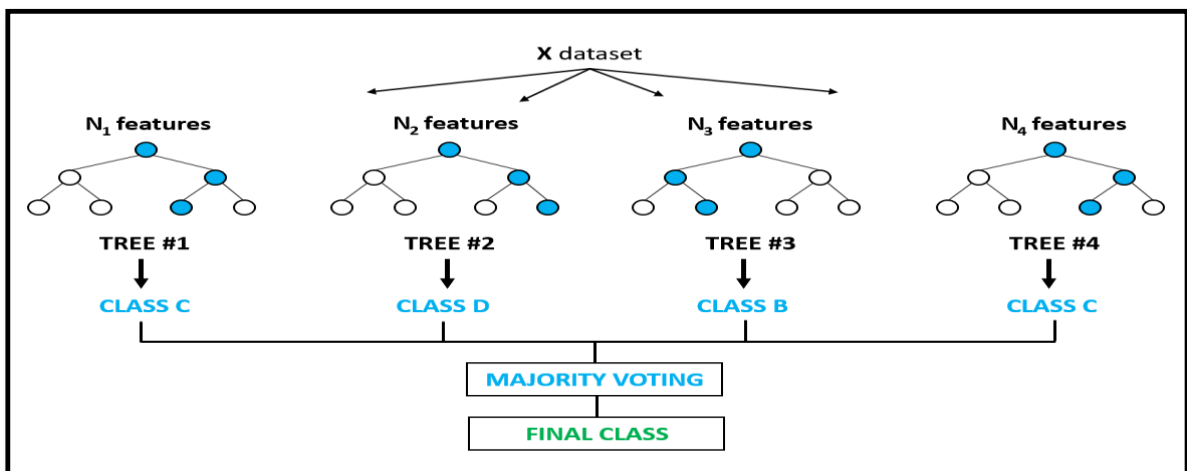 X dataset
N₁ features N₂ features N₃ features N₄ features
TREE #1 TREE #2 TREE #3 TREE #4
CLASS C CLASS D CLASS B CLASS C
MAJORITY VOTING
FINAL CLASS